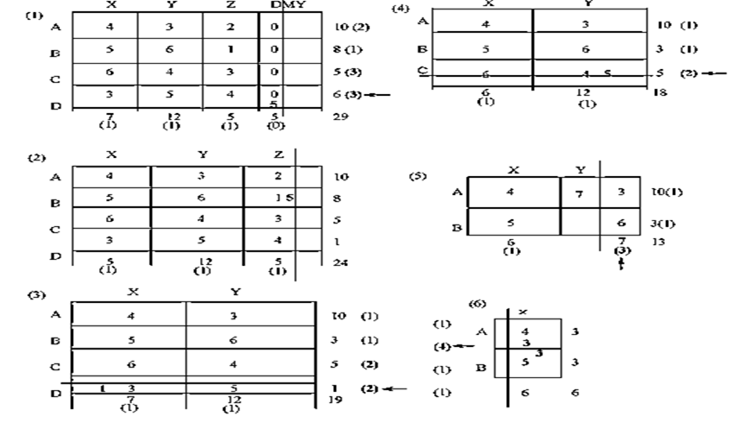 (1) X Y Z DMY
A 4 3 2 0 10 (2)
B 5 6 1 0 8 (1)
C 6 4 3 0 5 (3)
D 3 5 4 0 6 (3)
5
7 12 5 5 29
(1) (1) (1) (0)
(2) X Y Z
A 4 3 2 10
B 5 6 1 5 8
C 6 4 3 5
D 3 5 4 1
5 12 5 24
(1) (1) (1)
(3) X Y
A 4 3 10 (1)
B 5 6 3 (1)
C 6 4 5 (2)
D 1 3 5 1 (2)
7 12 19
(1) (1)
(4) X Y
A 4 3 10 (1)
B 5 6 3 (1)
C 6 4 5 5 (2)
6 12 18
(1) (1)
(5) X Y
A 4 7 3 10(1)
B 5 6 3(1)
6 7 13
(1) (3)
(6) X
(1) A 4 3
(4) 3
3
(1) B 5 3
(1) 6 6